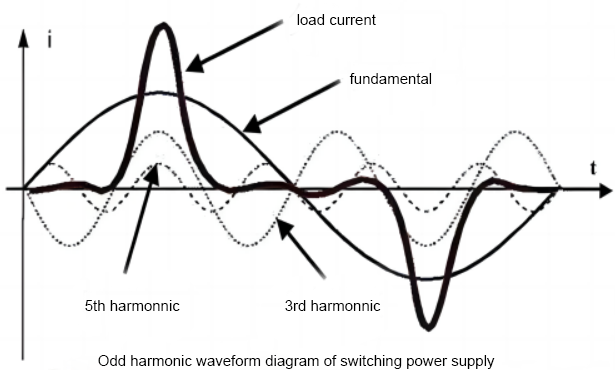 load current
i
fundamental
t
5th harmonnic
3rd harmonnic
Odd harmonic waveform diagram of switching power supply